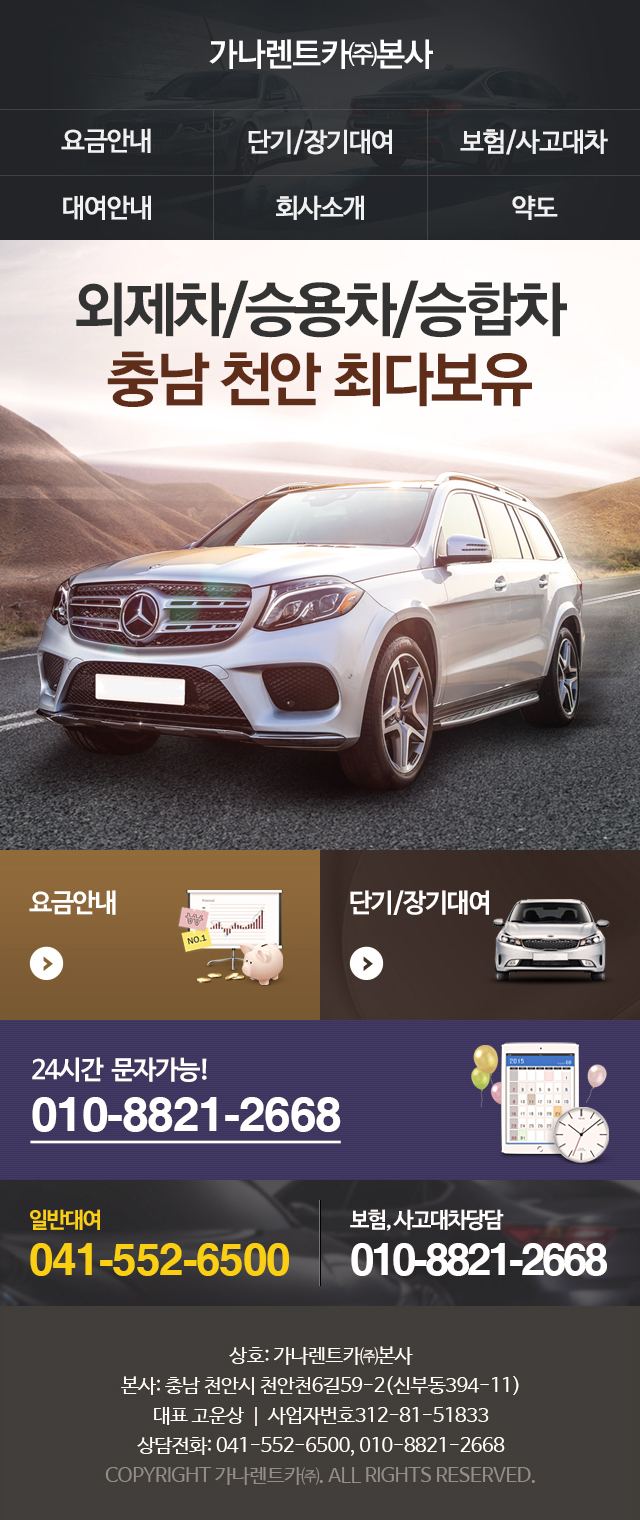 가나렌트카㈜본사
요금안내 단기/장기대여 보험/사고대차
대여안내 회사소개 약도
외제차/승용차/승합차
충남 천안 최다보유
요금안내 단기/장기대여
NO.1
24시간 문자가능!
010-8821-2668
2015
일반대여 보험, 사고대차당담
041-552-6500 010-8821-2668
상호: 가나렌트카㈜본사
본사: 충남 천안시 천안천6길59-2(신부동394-11)
대표 고운상 | 사업자번호312-81-51833
상담전화: 041-552-6500, 010-8821-2668
COPYRIGHT 가나렌트카㈜. ALL RIGHTS RESERVED.